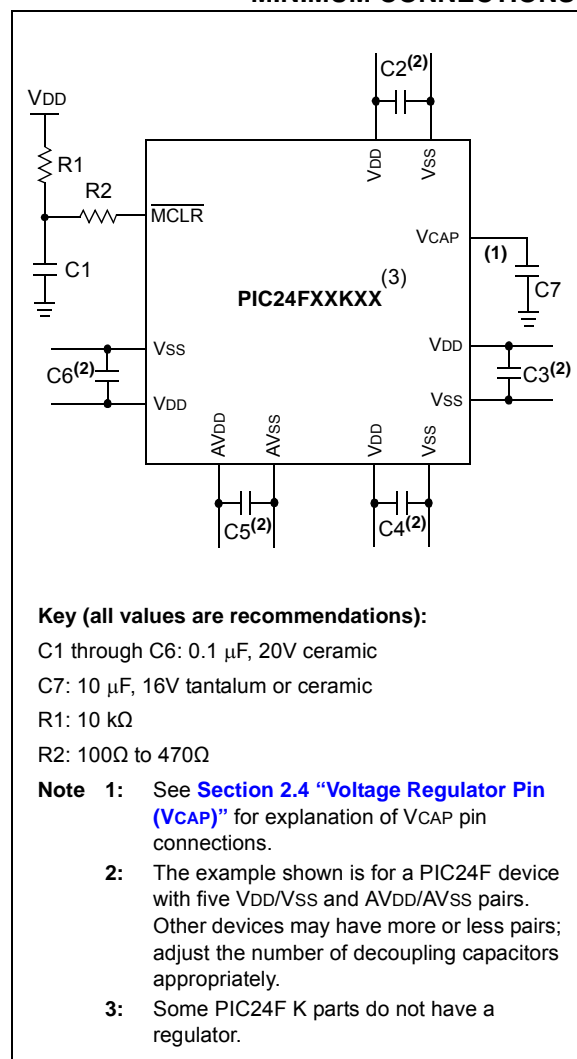 MINIMUM CONNECTIONS
C2(2)
VDD
R1
R2
MCLR
C1
VDD
VSS
VCAP
(1)
C7
PIC24FXXKXX(3)
VSS
C6(2)
VDD
VDD
C3(2)
VSS
AVDD
AVSS
VDD
VSS
C5(2)
C4(2)
Key (all values are recommendations):
C1 through C6: 0.1 μF, 20V ceramic
C7: 10 μF, 16V tantalum or ceramic
R1: 10 kΩ
R2: 100Ω to 470Ω
Note 1: See Section 2.4 “Voltage Regulator Pin
(VCAP)” for explanation of VCAP pin
connections.
2: The example shown is for a PIC24F device
with five VDD/VSS and AVDD/AVSS pairs.
Other devices may have more or less pairs;
adjust the number of decoupling capacitors
appropriately.
3: Some PIC24F K parts do not have a
regulator.